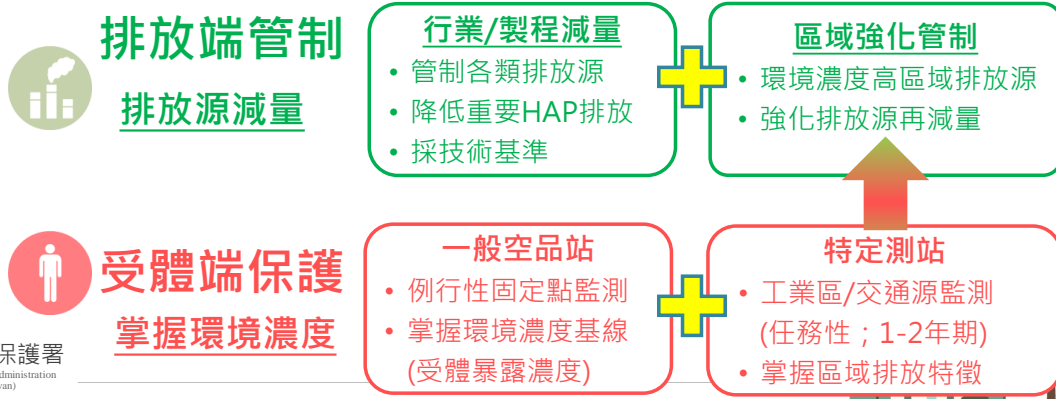 排放端管制
排放源減量
行業/製程減量
• 管制各類排放源
• 降低重要HAP排放
• 採技術基準
區域強化管制
• 環境濃度高區域排放源
• 強化排放源再減量
受體端保護
掌握環境濃度
一般空品站
• 例行性固定點監測
• 掌握環境濃度基線
(受體暴露濃度)
特定測站
• 工業區/交通源監測
(任務性；1-2年期)
• 掌握區域排放特徵
保護署
dministration
wan)